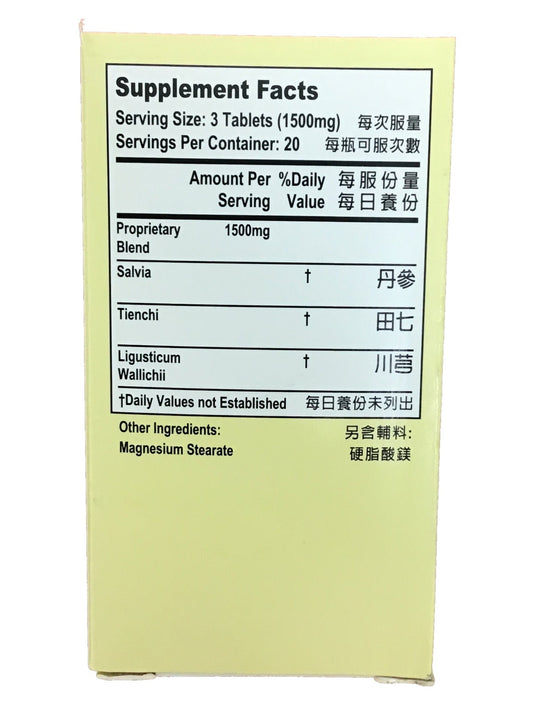 Supplement Facts
Serving Size: 3 Tablets (1500mg) 每次服量
Servings Per Container: 20 每瓶可服次數
Amount Per %Daily 每服份量
Serving Value 每日養份
Proprietary 1500mg
Blend
Salvia † 丹參
Tienchi † 田七
Ligusticum † 川芎
Wallichii
†Daily Values not Established 每日養份未列出
Other Ingredients: 另含輔料:
Magnesium Stearate 硬脂酸鎂